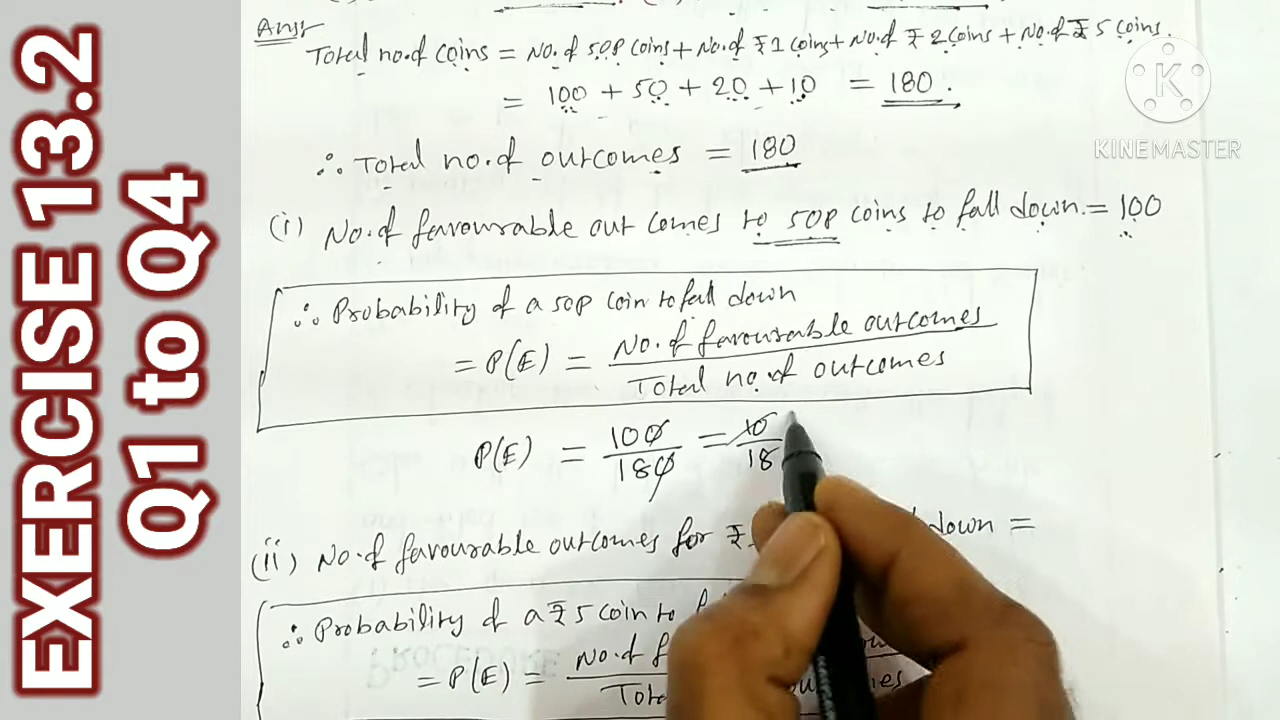 EXERCISE 13.2
Q1 to Q4
Ans
Total no.of coins = No.of 50p coins + No.of ₹1 coins + No.of ₹2 coins + No.of ₹5 coins.
= 100 + 50 + 20 + 10 = 180.
KINEMASTER
∴ Total no.of outcomes = 180
(i) No.of favourable out comes to 50p coins to fall down. = 100
∴ Probability of a 50p coin to fall down
= P(E) = No.of favourable outcomes
Total no.of outcomes
P(E) = 100 = 10
180 18
(ii) No.of favourable outcomes for ₹ down =
∴ Probability of a ₹5 coin to
= P(E) = No.of